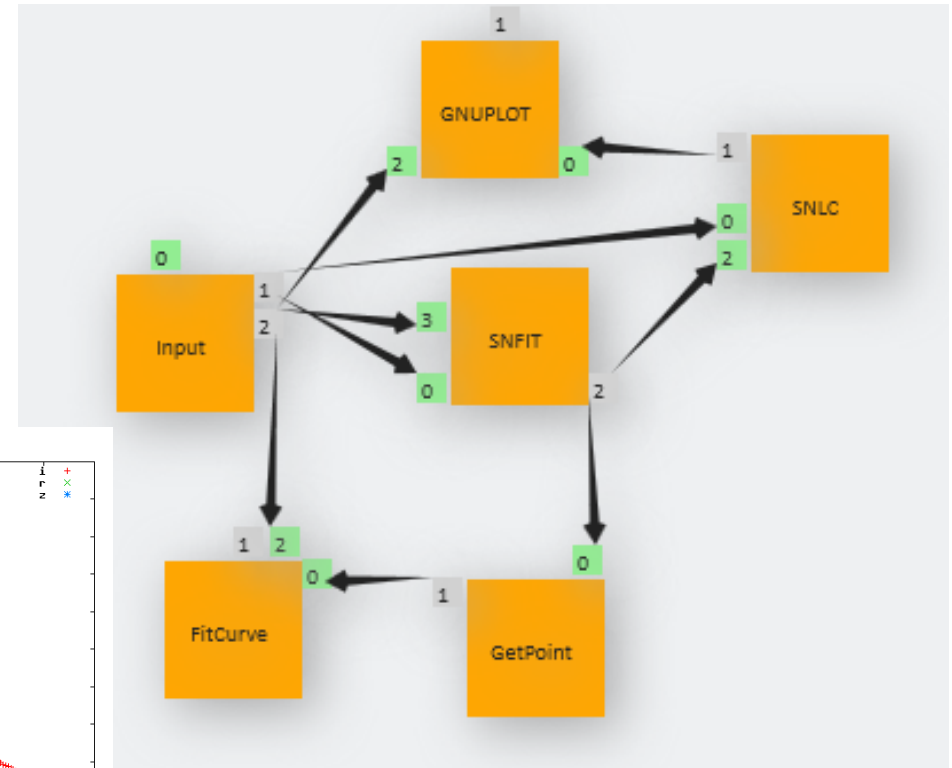 1
GNUPLOT
2
0
1
SNLC
0
2
0
Input
1
2
3
SNFIT
0
2
i +
r ×
z *
1
2
0
FitCurve
0
1
GetPoint